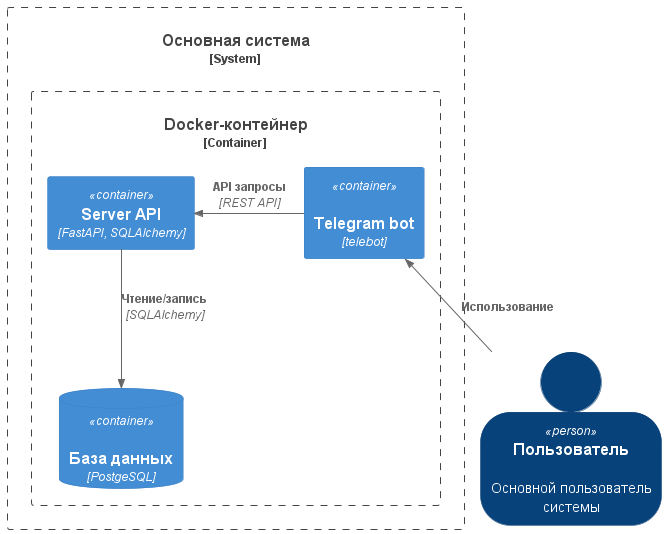 Основная система
[System]
Docker-контейнер
[Container]
«container»
Server API
[FastAPI, SQLAlchemy]
API запросы
[REST API]
«container»
Telegram bot
[telebot]
Чтение/запись
[SQLAlchemy]
Использование
«container»
База данных
[PostgeSQL]
«person»
Пользователь
Основной пользователь
системы